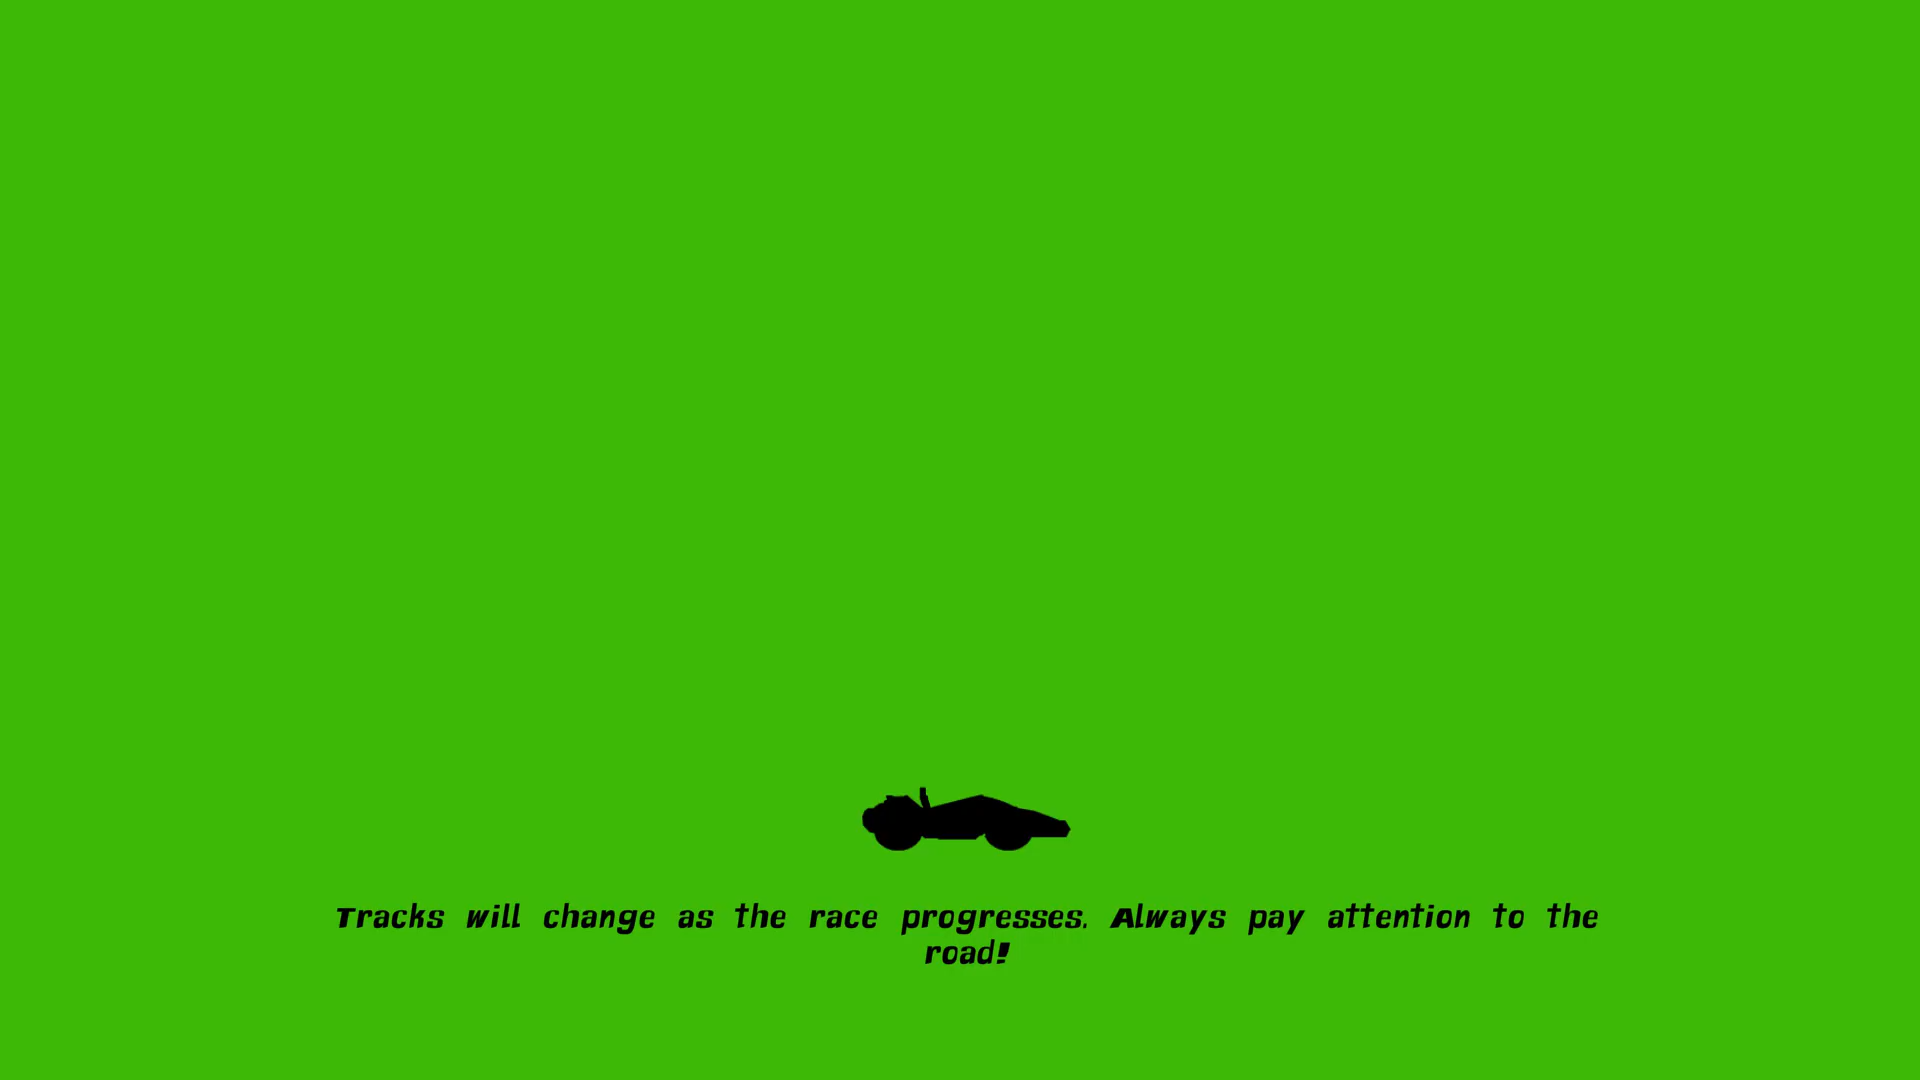 Tracks will change as the race progresses. Always pay attention to the
road!